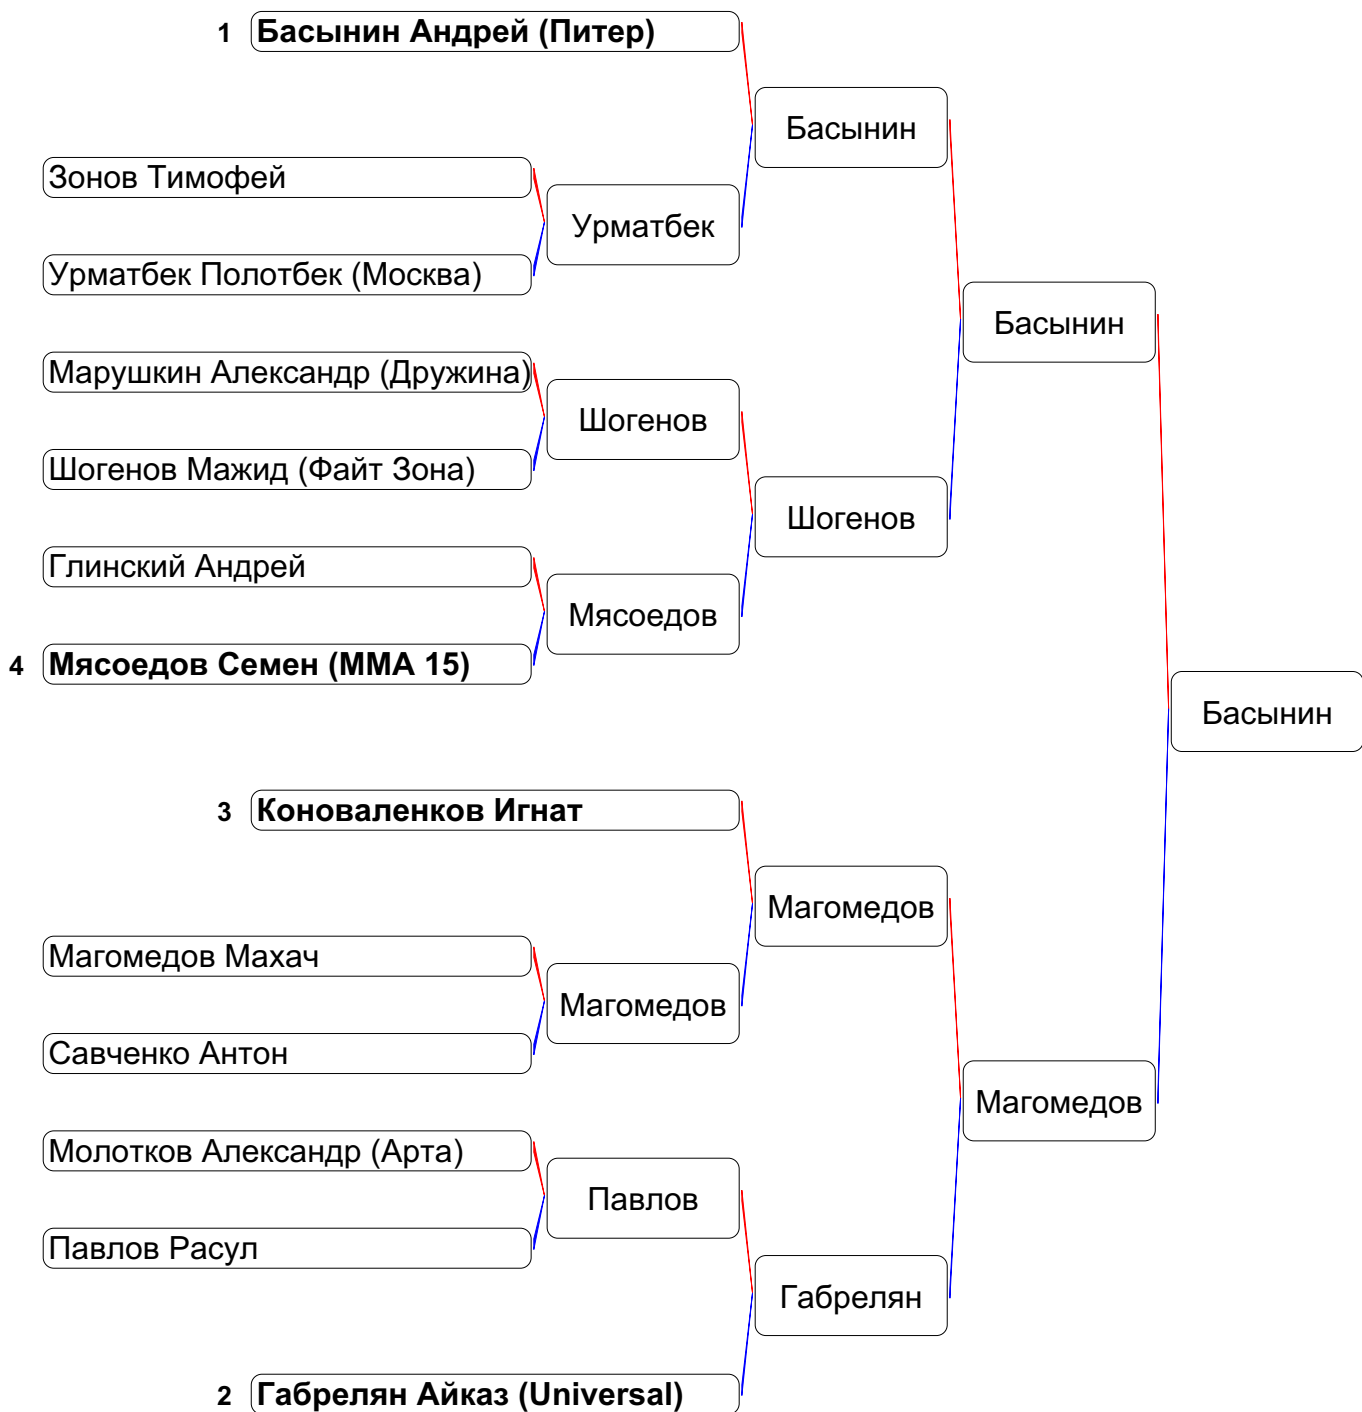 1 Басынин Андрей (Питер)
Басынин
Зонов Тимофей
Урматбек
Урматбек Полотбек (Москва)
Басынин
Марушкин Александр (Дружина)
Шогенов
Шогенов Мажид (Файт Зона)
Шогенов
Глинский Андрей
Мясоедов
4 Мясоедов Семен (ММА 15)
Басынин
3 Коноваленков Игнат
Магомедов
Магомедов Махач
Магомедов
Савченко Антон
Магомедов
Молотков Александр (Арта)
Павлов
Павлов Расул
Габрелян
2 Габрелян Айказ (Universal)